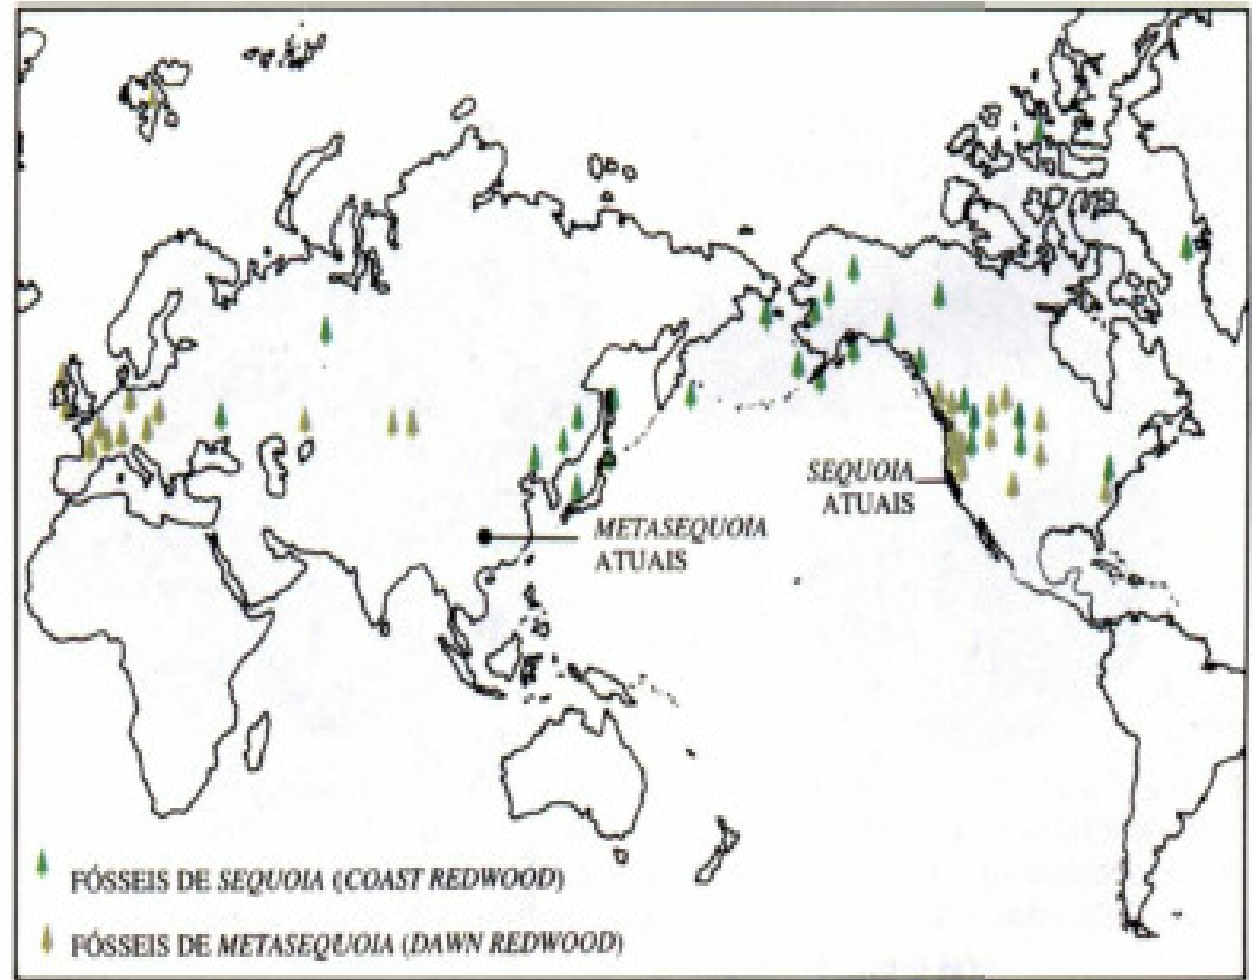 SEQUOIA
ATUAIS
METASEQUOIA
ATUAIS
FÓSSEIS DE SEQUOIA (COAST REDWOOD)
FÓSSEIS DE METASEQUOIA (DAWN REDWOOD)